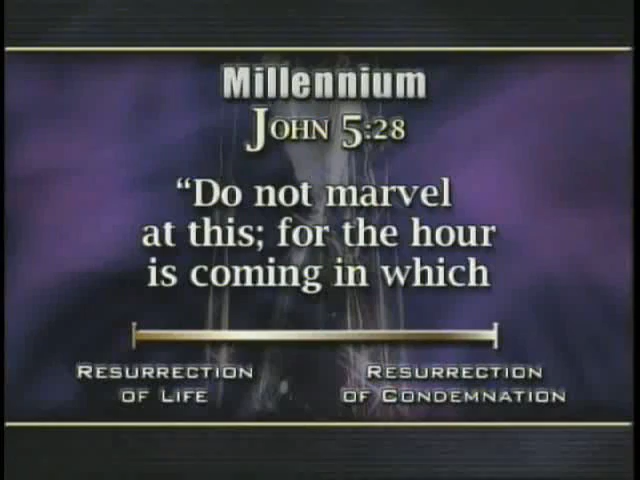 Millennium
John 5:28
“Do not marvel
at this; for the hour
is coming in which
Resurrection Resurrection
of Life of Condemnation